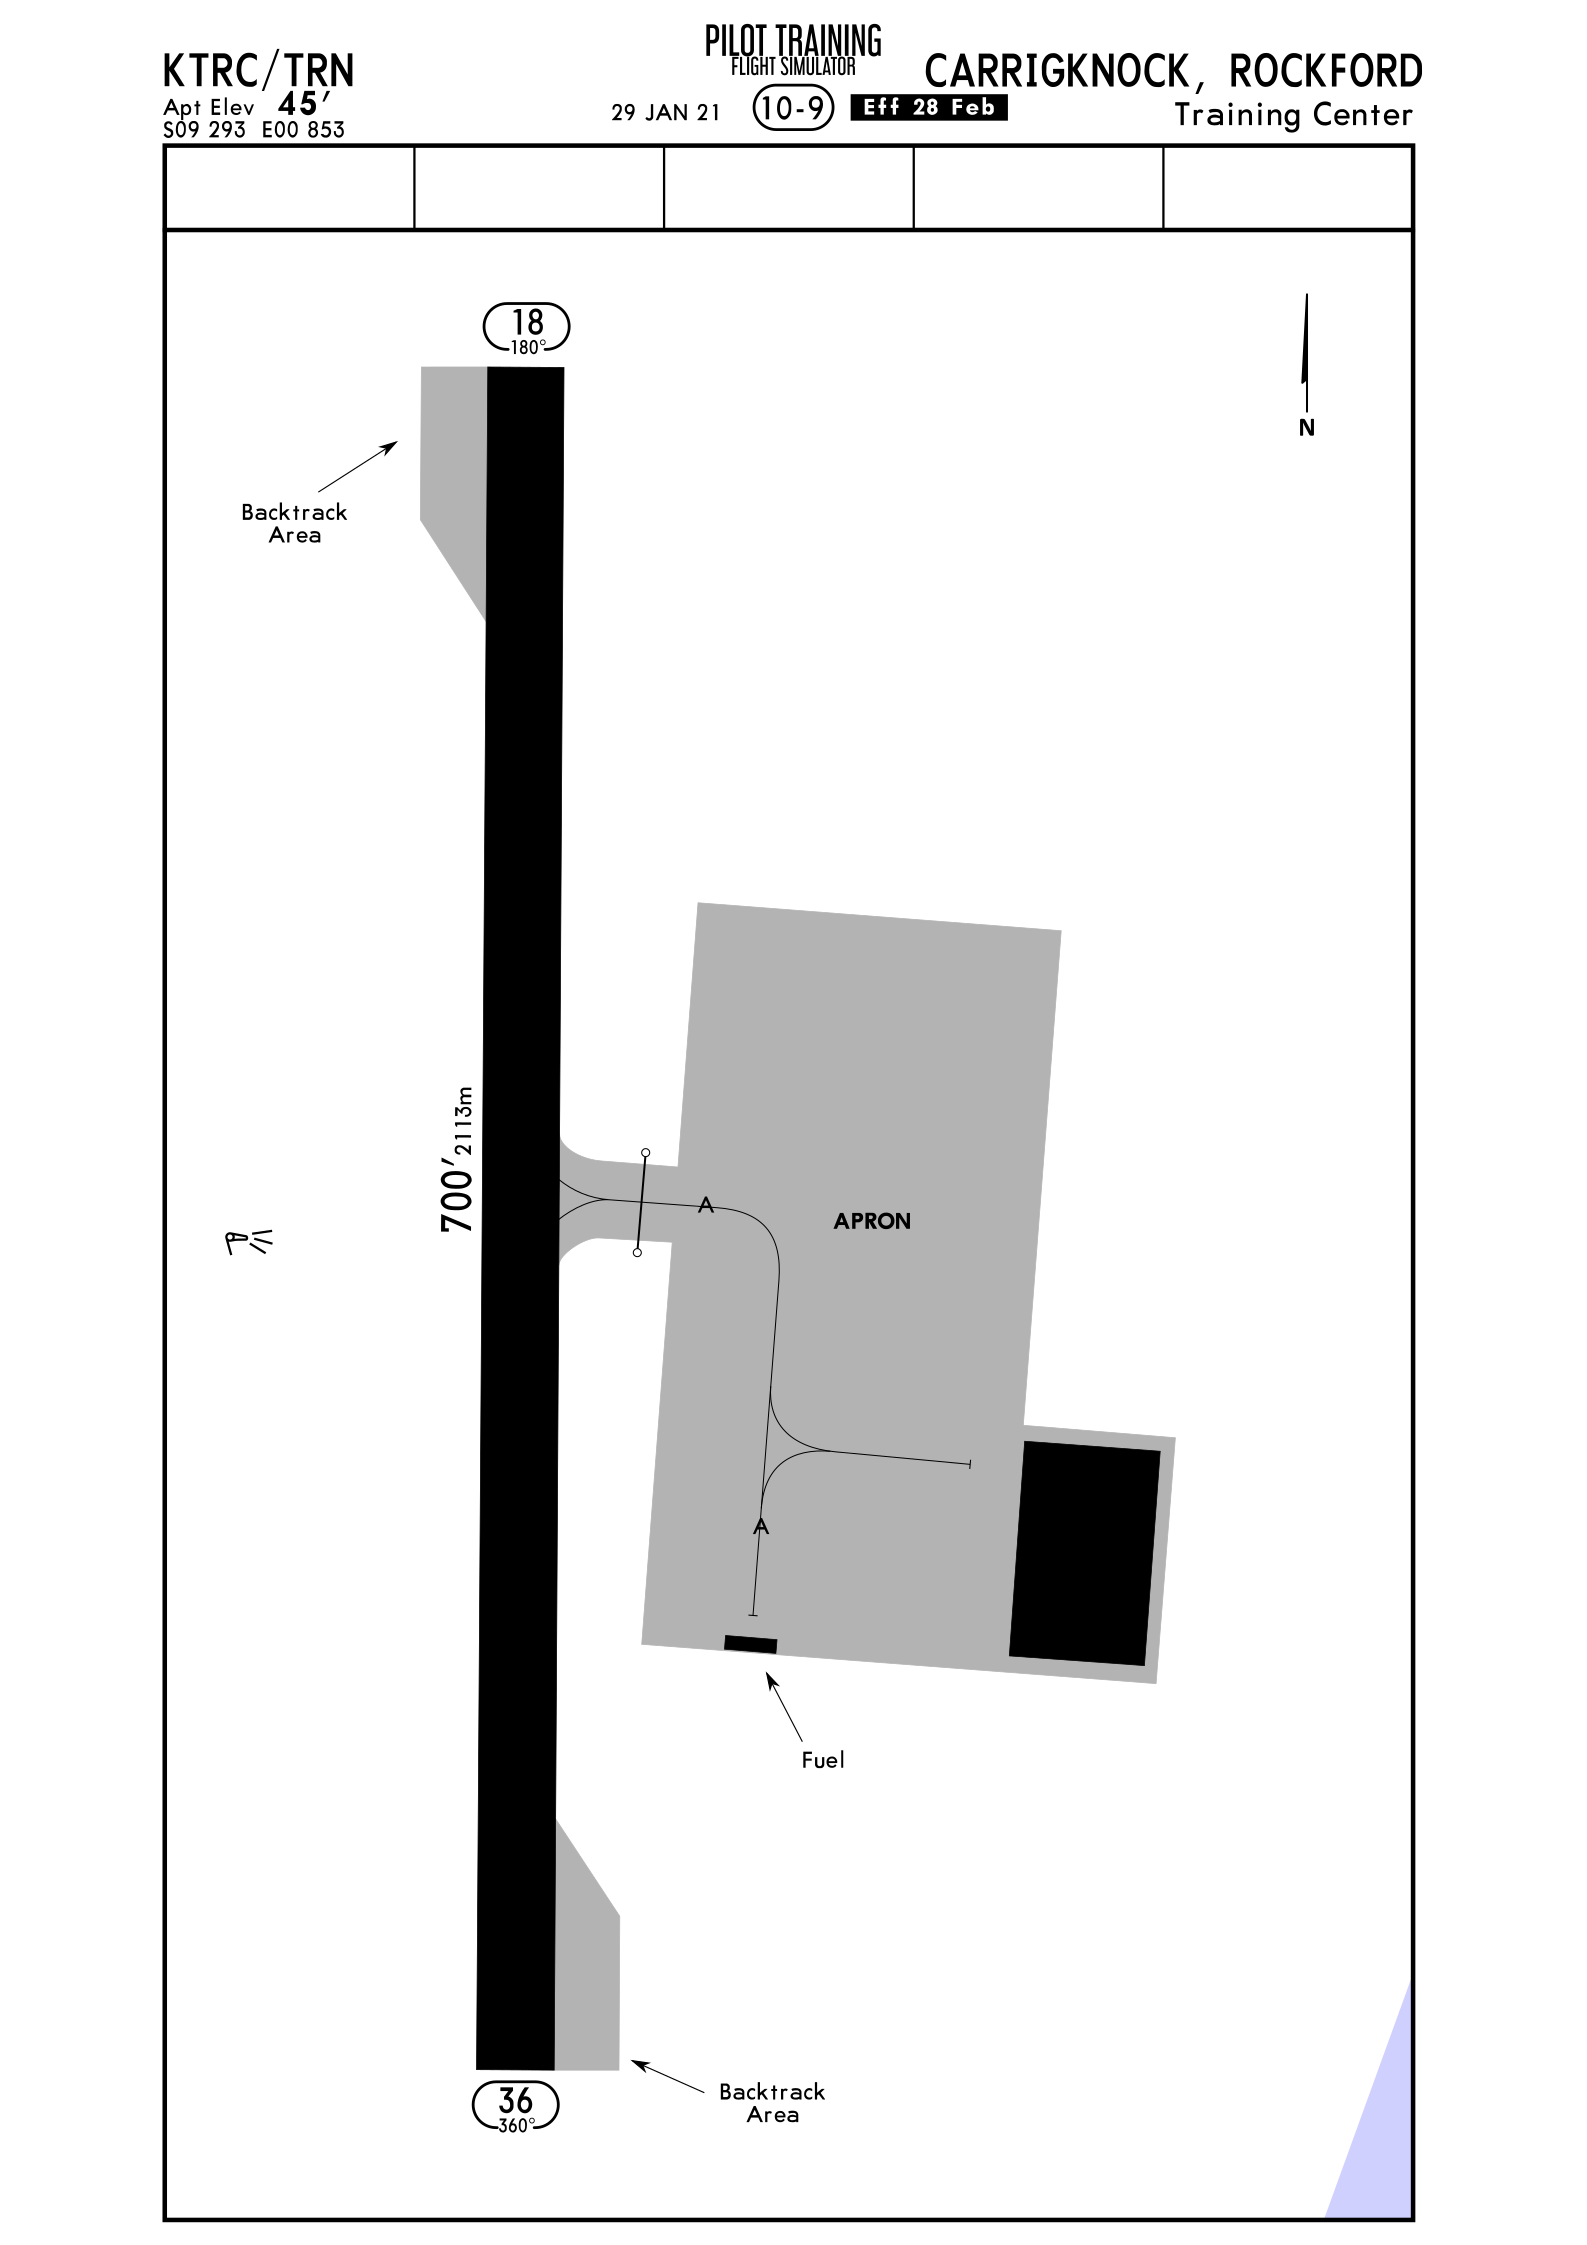 KTRC/TRN
Apt Elev 45′
S09 293 E00 853
PILOT TRAINING
FLIGHT SIMULATOR
29 JAN 21 10-9 Eff 28 Feb
CARRIGKNOCK, ROCKFORD
Training Center
18
180°
N
Backtrack
Area
700′ 2113m
A
APRON
A
Fuel
36
360°
Backtrack
Area